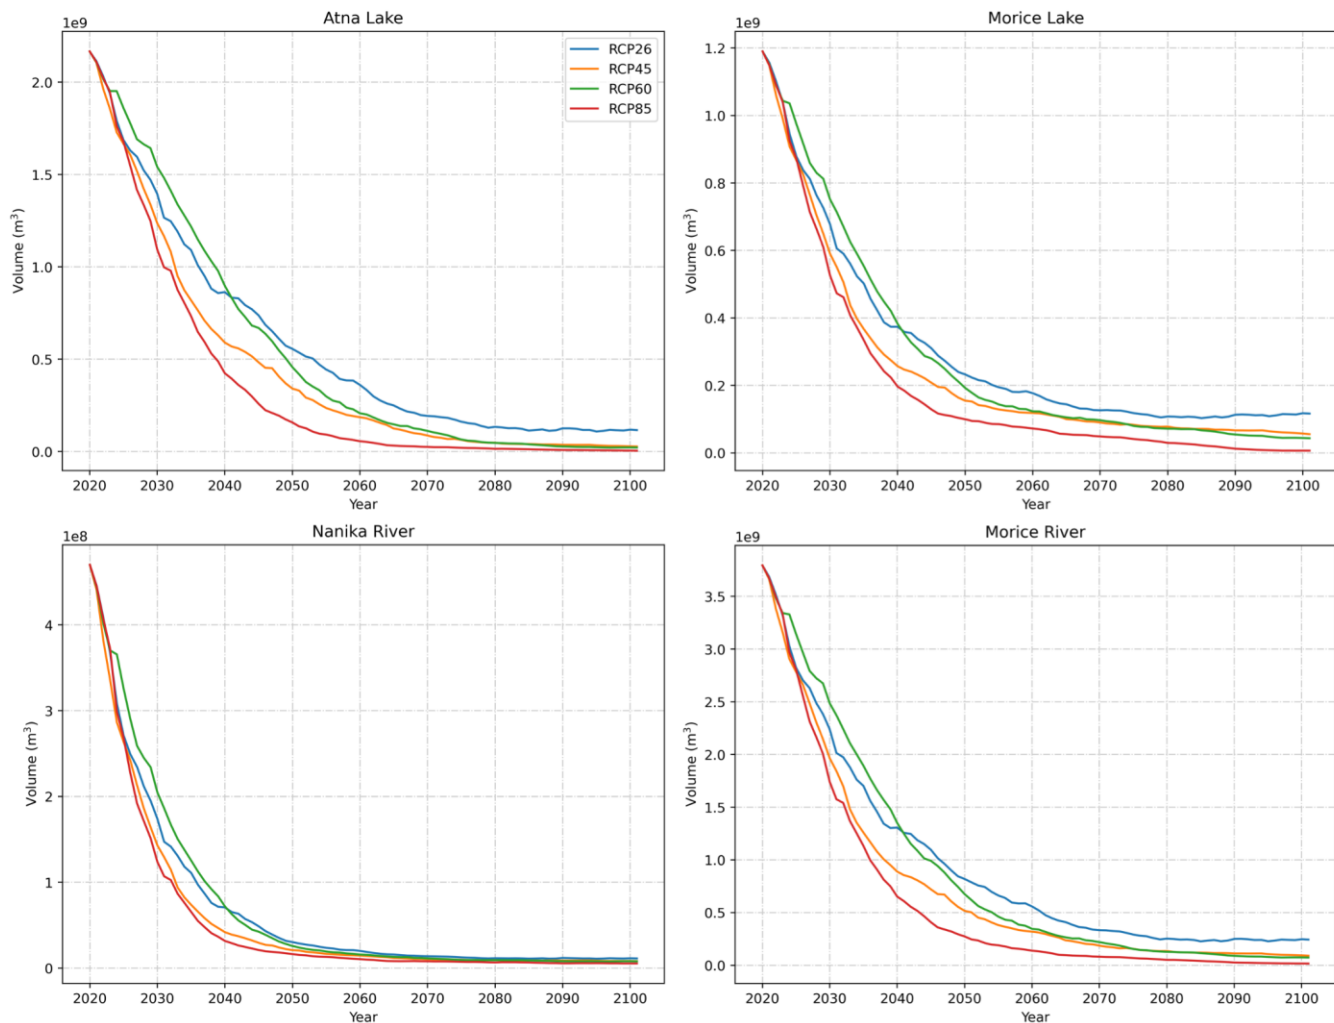 Atna Lake
1e9
Volume (m³)
2.0
1.5
1.0
0.5
0.0
2020 2030 2040 2050 2060 2070 2080 2090 2100
Year
RCP26
RCP45
RCP60
RCP85
Morice Lake
1e9
Volume (m³)
1.2
1.0
0.8
0.6
0.4
0.2
0.0
2020 2030 2040 2050 2060 2070 2080 2090 2100
Year
Nanika River
1e8
Volume (m³)
4
3
2
1
0
2020 2030 2040 2050 2060 2070 2080 2090 2100
Year
Morice River
1e9
Volume (m³)
3.5
3.0
2.5
2.0
1.5
1.0
0.5
0.0
2020 2030 2040 2050 2060 2070 2080 2090 2100
Year